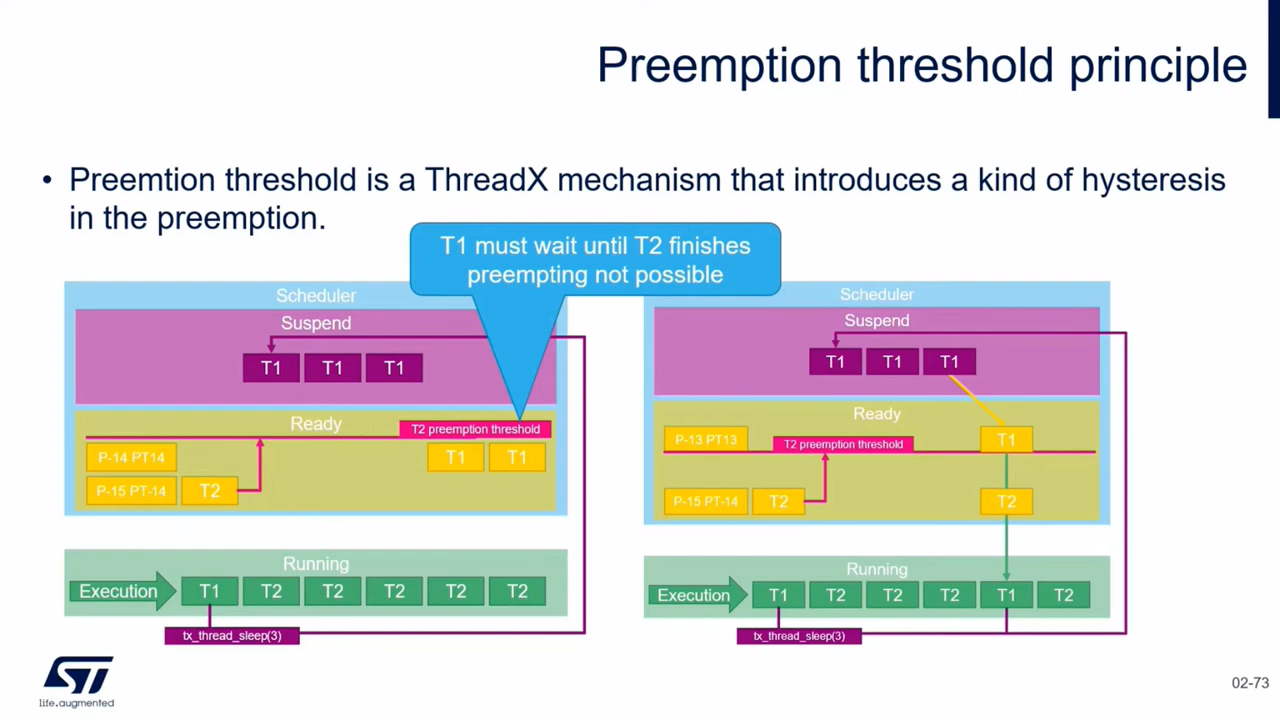 Preemption threshold principle
• Preemtion threshold is a ThreadX mechanism that introduces a kind of hysteresis
in the preemption.
T1 must wait until T2 finishes
preempting not possible
Scheduler
Suspend
T1 T1 T1
Ready
T2 preemption threshold
P-14 PT14 T1 T1
P-15 PT-14 T2
Running
Execution T1 T2 T2 T2 T2 T2
tx_thread_sleep(3)
Scheduler
Suspend
T1 T1 T1
Ready
P-13 PT13 T2 preemption threshold T1
P-15 PT-14 T2 T2
Running
Execution T1 T2 T2 T2 T1 T2
tx_thread_sleep(3)
ST
life.augmented
02-73